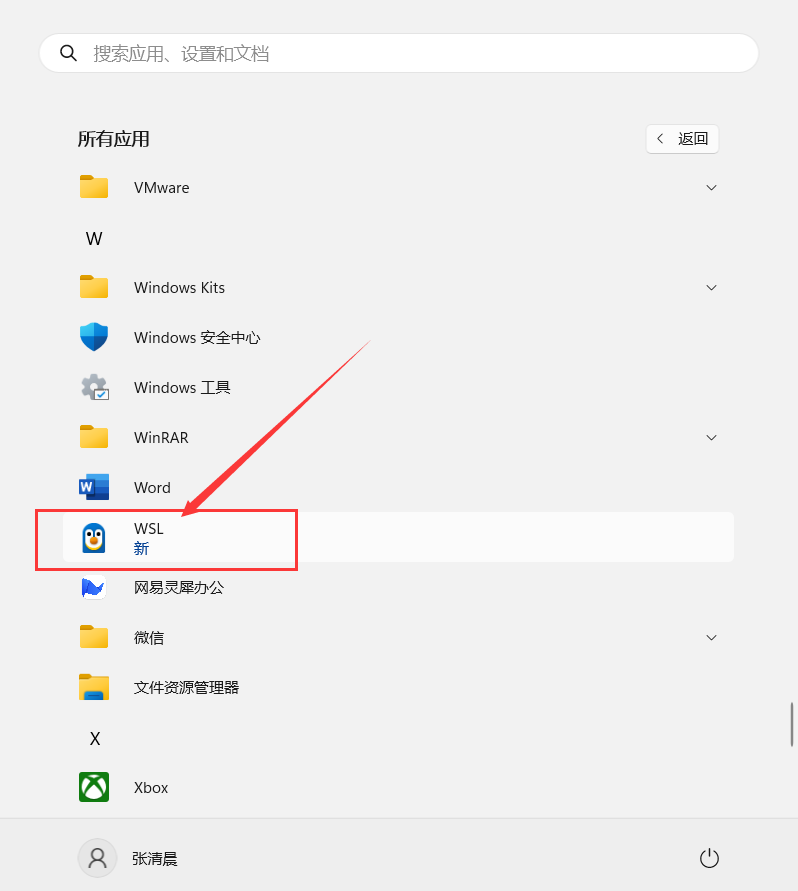 搜索应用、设置和文档
所有应用
返回
VMware
W
Windows Kits
Windows 安全中心
Windows 工具
WinRAR
Word
WSL
新
网易灵犀办公
微信
文件资源管理器
X
Xbox
张清晨